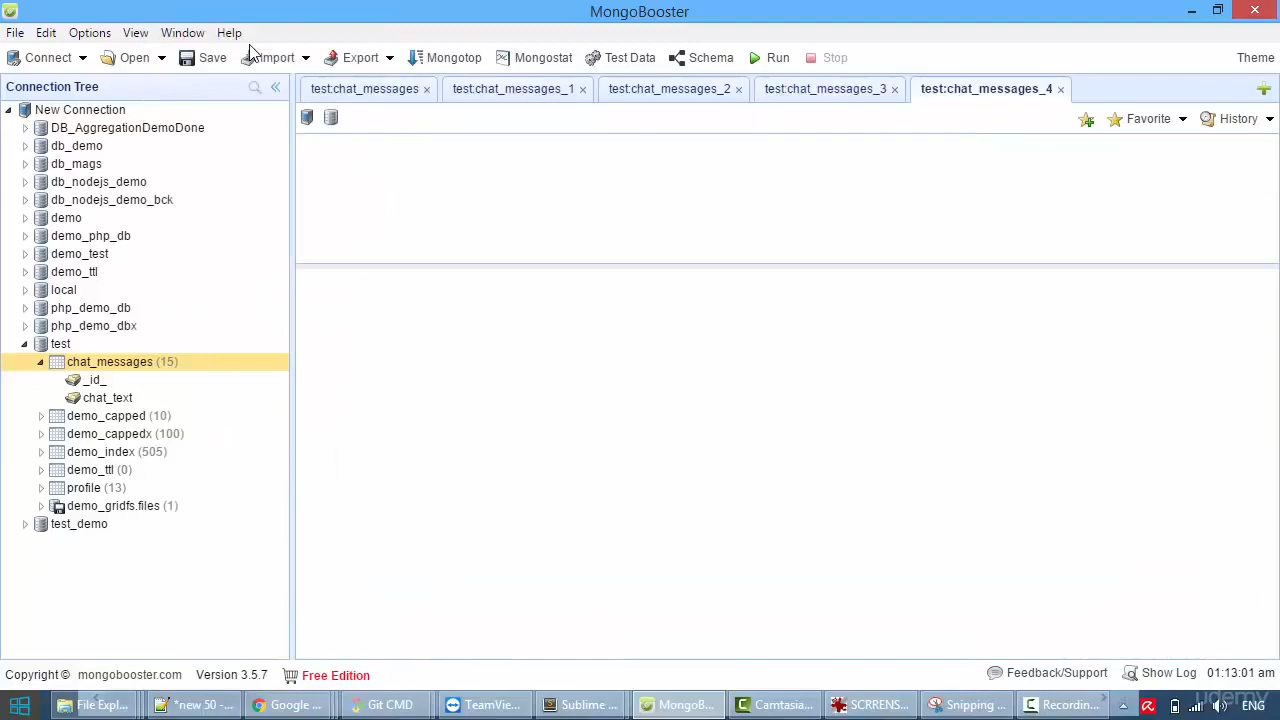 MongoBooster
File Edit Options View Window Help
Connect Open Save Import Export Mongotop Mongostat Test Data Schema Run Stop Theme
Connection Tree
test:chat_messages test:chat_messages_1 test:chat_messages_2 test:chat_messages_3 test:chat_messages_4
New Connection
Favorite History
DB_AggregationDemoDone
db_demo
db_mags
db_nodejs_demo
db_nodejs_demo_bck
demo
demo_php_db
demo_test
demo_ttl
local
php_demo_db
php_demo_dbx
test
chat_messages (15)
_id_
chat_text
demo_capped (10)
demo_cappedx (100)
demo_index (505)
demo_ttl (0)
profile (13)
demo_gridfs.files (1)
test_demo
Copyright © mongobooster.com Version 3.5.7 Free Edition Feedback/Support Show Log 01:13:01 am
File Expl... *new 50 -... Google ... Git CMD TeamVie... Sublime ... MongoB... Camtasia... SCRRENS... Snipping ... Recordin... ENG
udemy